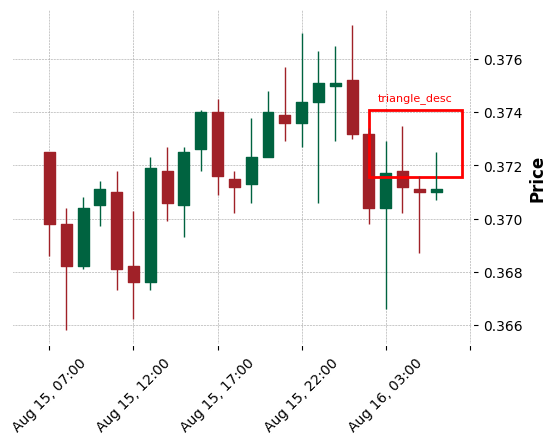 0.376
triangle_desc
0.374
0.372
0.370
0.368
0.366
Price
Aug 15, 07:00
Aug 15, 12:00
Aug 15, 17:00
Aug 15, 22:00
Aug 16, 03:00